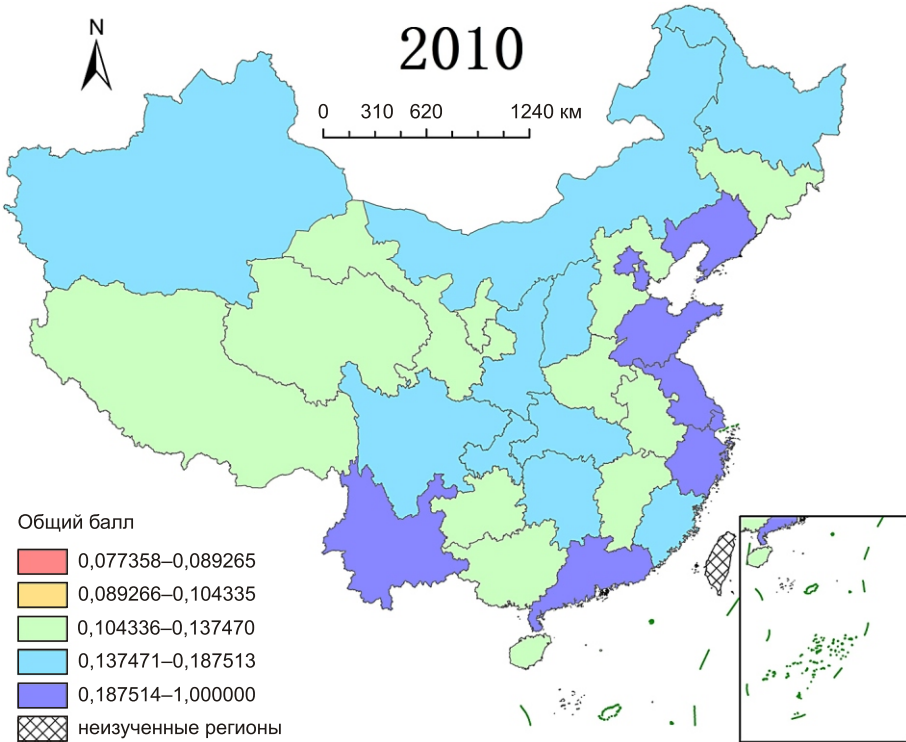 N
2010
0 310 620 1240 км
Общий балл
0,077358–0,089265
0,089266–0,104335
0,104336–0,137470
0,137471–0,187513
0,187514–1,000000
неизученные регионы